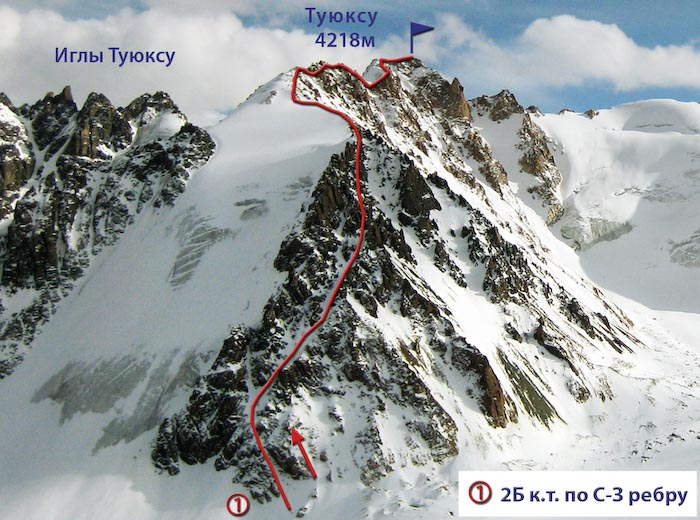 Туюксу
4218м
Иглы Туюксу
1
1 2Б к.т. по С-З ребру